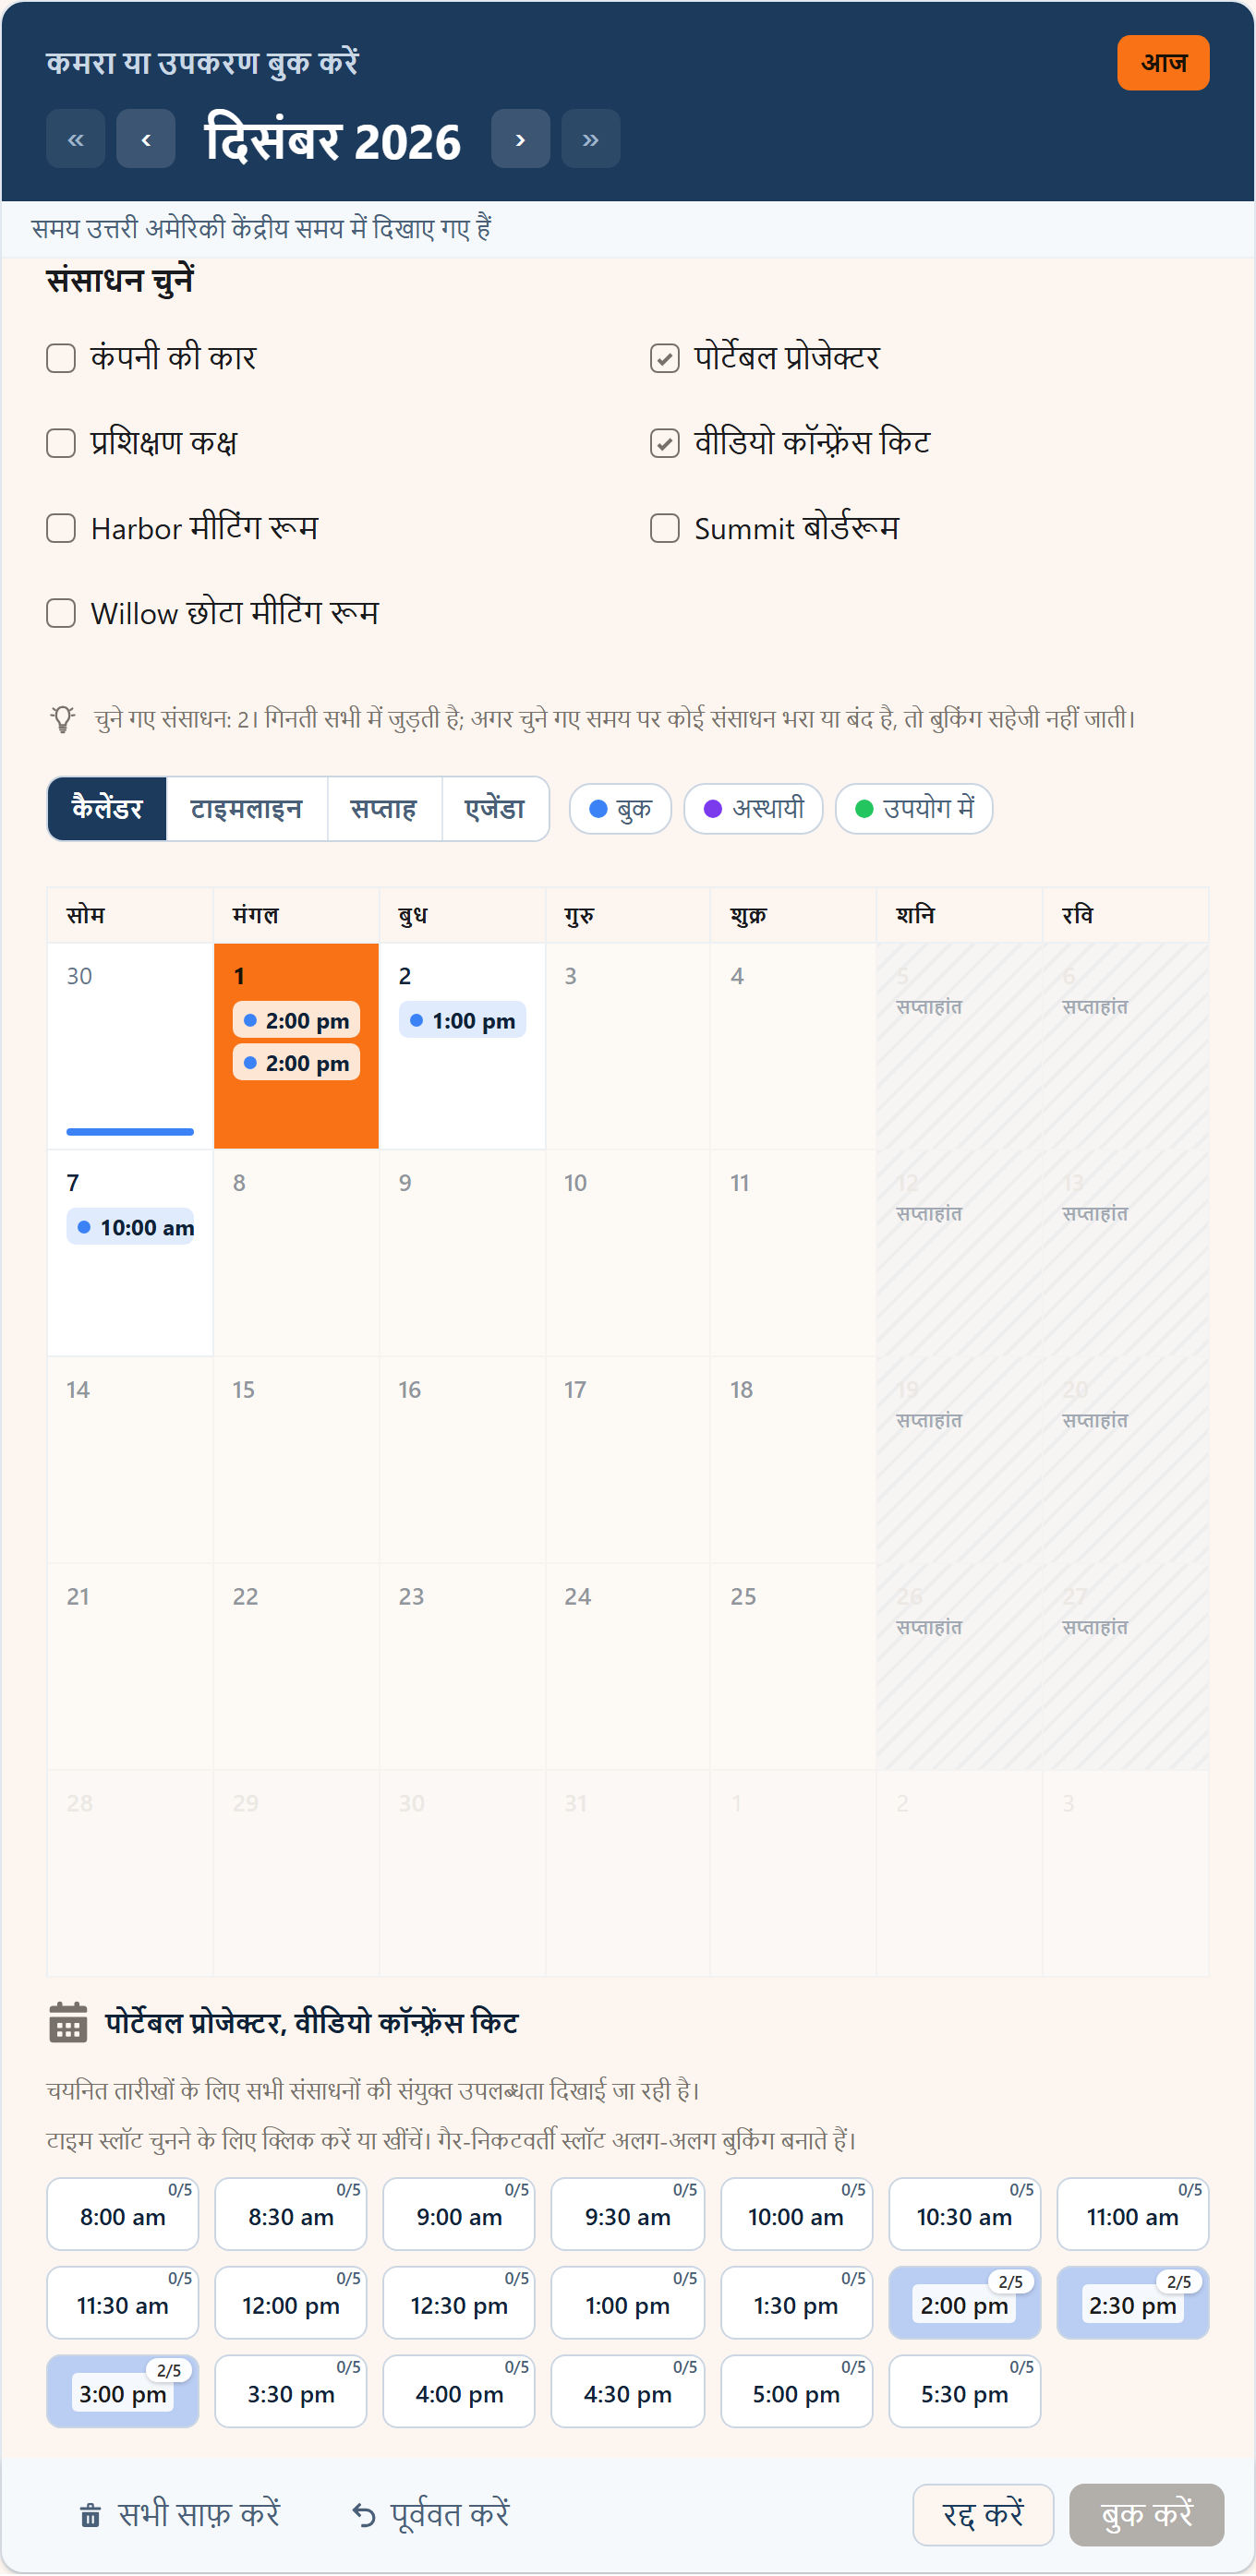 कमरा या उपकरण बुक करें
आज
« ‹ दिसंबर 2026 › »
समय उत्तरी अमेरिकी केंद्रीय समय में दिखाए गए हैं
संसाधन चुनें
कंपनी की कार
पोर्टेबल प्रोजेक्टर
प्रशिक्षण कक्ष
वीडियो कॉन्फ़्रेंस किट
Harbor मीटिंग रूम
Summit बोर्डरूम
Willow छोटा मीटिंग रूम
चुने गए संसाधन: 2। गिनती सभी में जुड़ती है; अगर चुने गए समय पर कोई संसाधन भरा या बंद है, तो बुकिंग सहेजी नहीं जाती।
कैलेंडर टाइमलाइन सप्ताह एजेंडा बुक अस्थायी उपयोग में
सोम मंगल बुध गुरु शुक्र शनि रवि
30 1 2 3 4 5 6
सप्ताहांत सप्ताहांत
2:00 pm 1:00 pm
2:00 pm
7 8 9 10 11 12 13
सप्ताहांत सप्ताहांत
10:00 am
14 15 16 17 18 19 20
सप्ताहांत सप्ताहांत
21 22 23 24 25 26 27
सप्ताहांत सप्ताहांत
28 29 30 31 1 2 3
पोर्टेबल प्रोजेक्टर, वीडियो कॉन्फ़्रेंस किट
चयनित तारीखों के लिए सभी संसाधनों की संयुक्त उपलब्धता दिखाई जा रही है।
टाइम स्लॉट चुनने के लिए क्लिक करें या खींचें। गैर-निकटवर्ती स्लॉट अलग-अलग बुकिंग बनाते हैं।
0/5 0/5 0/5 0/5 0/5 0/5 0/5
8:00 am 8:30 am 9:00 am 9:30 am 10:00 am 10:30 am 11:00 am
0/5 0/5 0/5 0/5 0/5 2/5 2/5
11:30 am 12:00 pm 12:30 pm 1:00 pm 1:30 pm 2:00 pm 2:30 pm
2/5 0/5 0/5 0/5 0/5 0/5
3:00 pm 3:30 pm 4:00 pm 4:30 pm 5:00 pm 5:30 pm
सभी साफ़ करें पूर्ववत करें रद्द करें बुक करें